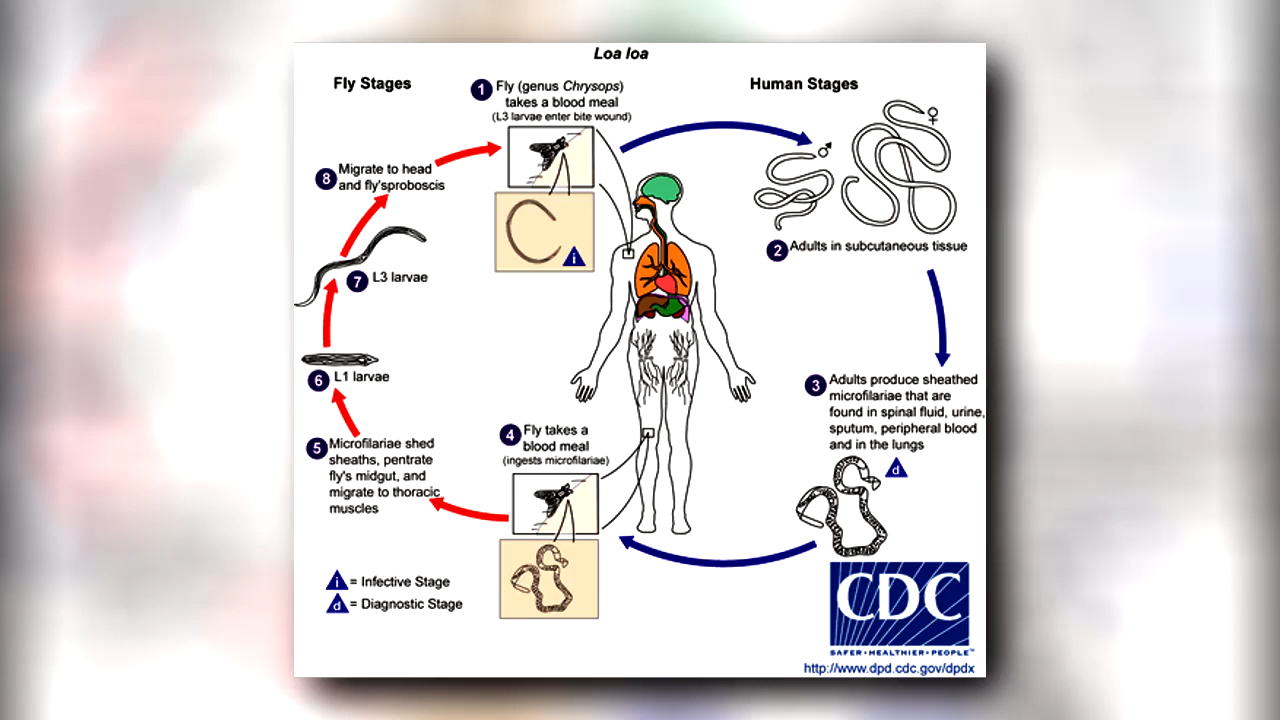 Loa loa
Fly Stages
Human Stages
1 Fly (genus Chrysops)
takes a blood meal
(L3 larvae enter bite wound)
i
♂
♀
2 Adults in subcutaneous tissue
3 Adults produce sheathed
microfilariae that are
found in spinal fluid, urine,
sputum, peripheral blood
and in the lungs
d
4 Fly takes a
blood meal
(ingests microfilariae)
5 Microfilariae shed
sheaths, pentrate
fly's midgut, and
migrate to thoracic
muscles
6 L1 larvae
7 L3 larvae
8 Migrate to head
and fly'sproboscis
i = Infective Stage
d = Diagnostic Stage
CDC
SAFER•HEALTHIER•PEOPLE™
http://www.dpd.cdc.gov/dpdx